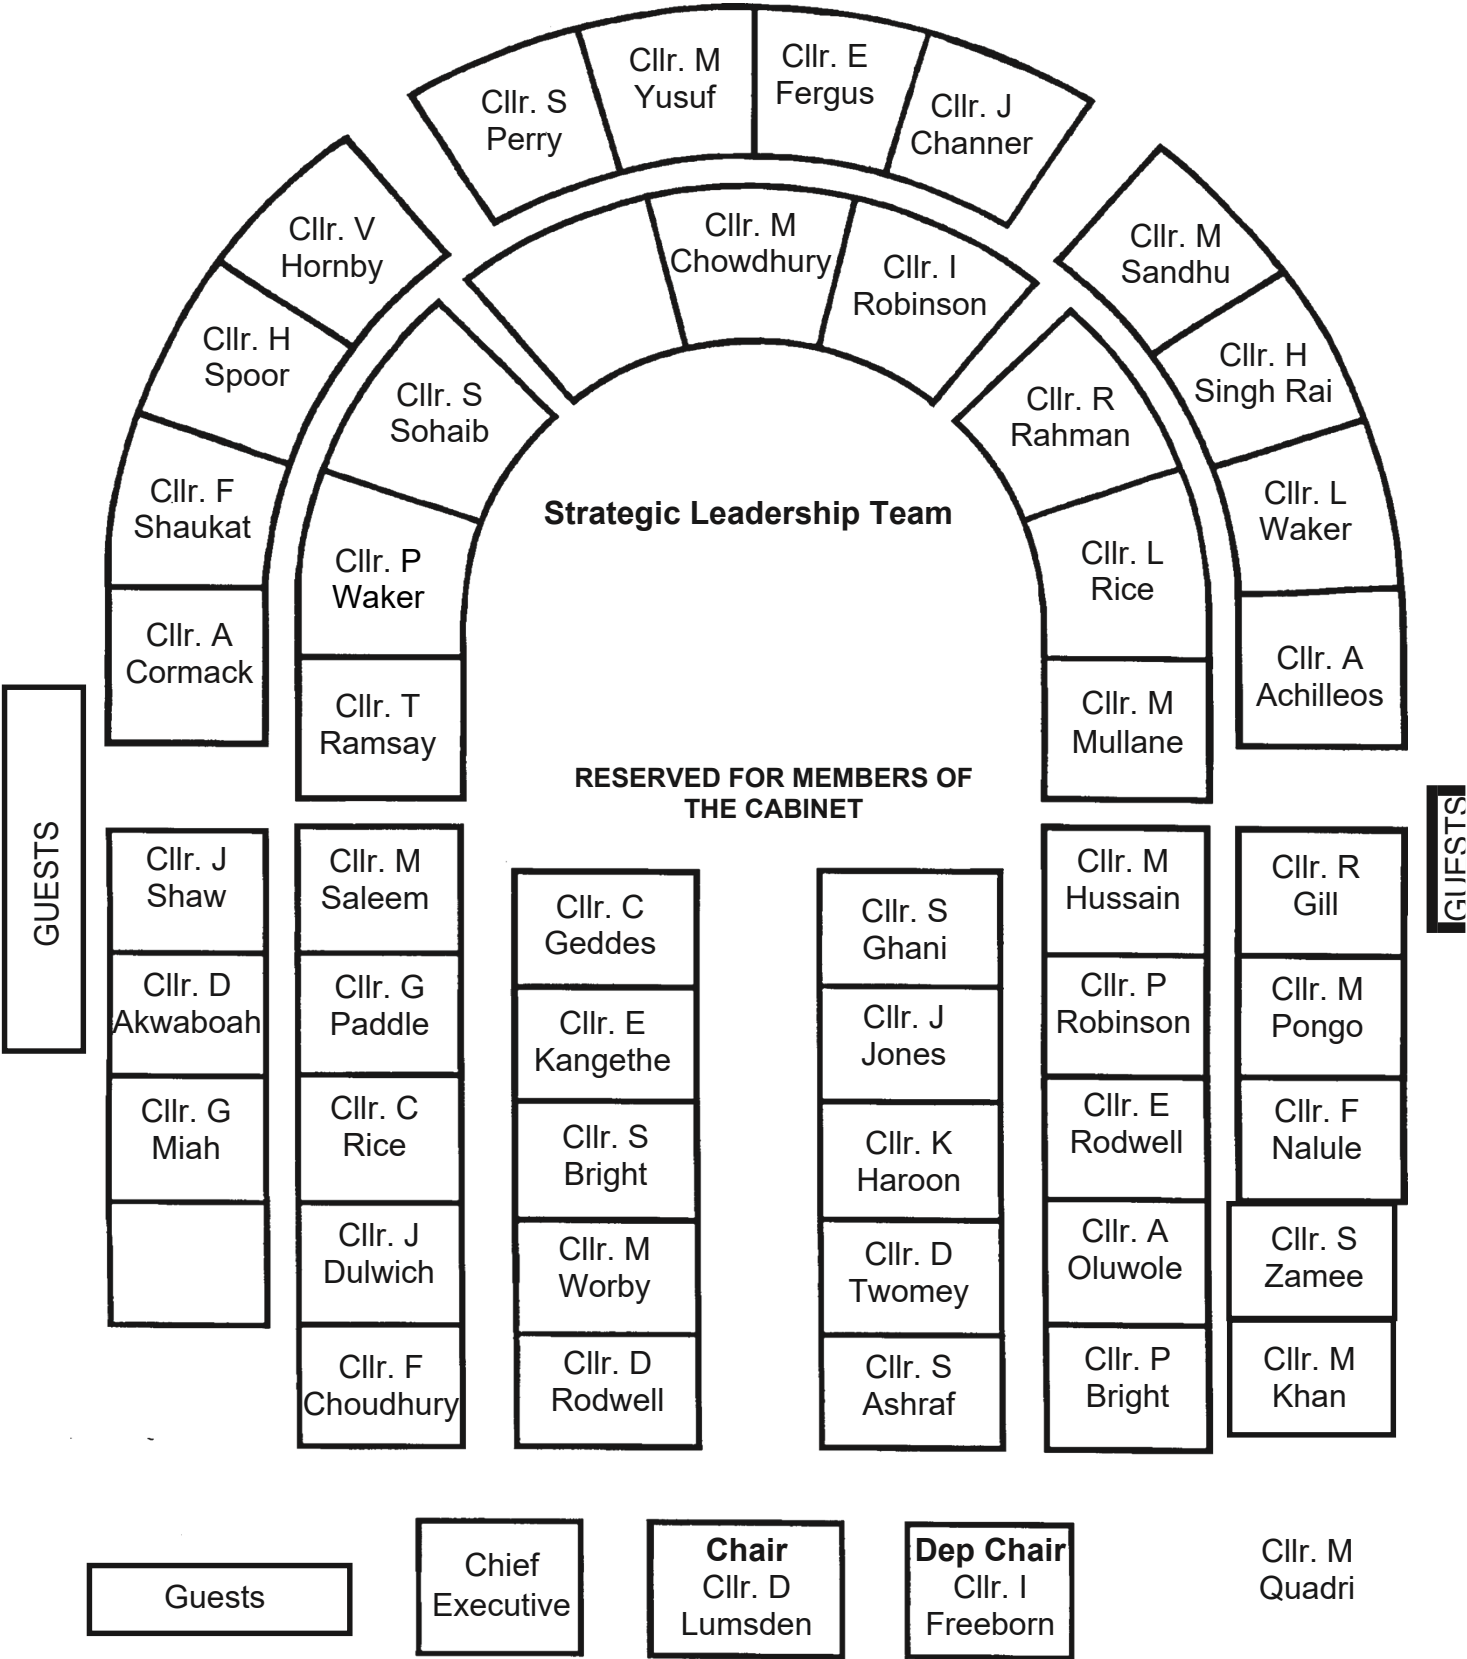 Cllr. S
Perry
Cllr. M
Yusuf
Cllr. E
Fergus
Cllr. J
Channer
Cllr. V
Hornby
Cllr. M
Chowdhury
Cllr. I
Robinson
Cllr. M
Sandhu
Cllr. H
Spoor
Cllr. S
Sohaib
Cllr. R
Rahman
Cllr. H
Singh Rai
Cllr. F
Shaukat
Strategic Leadership Team
Cllr. L
Waker
Cllr. P
Waker
Cllr. L
Rice
Cllr. A
Cormack
Cllr. A
Achilleos
Cllr. T
Ramsay
Cllr. M
Mullane
RESERVED FOR MEMBERS OF
THE CABINET
GUESTS
GUESTS
Cllr. J
Shaw
Cllr. M
Saleem
Cllr. C
Geddes
Cllr. S
Ghani
Cllr. M
Hussain
Cllr. R
Gill
Cllr. D
Akwaboah
Cllr. G
Paddle
Cllr. E
Kangethe
Cllr. J
Jones
Cllr. P
Robinson
Cllr. M
Pongo
Cllr. G
Miah
Cllr. C
Rice
Cllr. S
Bright
Cllr. K
Haroon
Cllr. E
Rodwell
Cllr. F
Nalule
Cllr. J
Dulwich
Cllr. M
Worby
Cllr. D
Twomey
Cllr. A
Oluwole
Cllr. S
Zamee
Cllr. F
Choudhury
Cllr. D
Rodwell
Cllr. S
Ashraf
Cllr. P
Bright
Cllr. M
Khan
Guests
Chief
Executive
Chair
Cllr. D
Lumsden
Dep Chair
Cllr. I
Freeborn
Cllr. M
Quadri